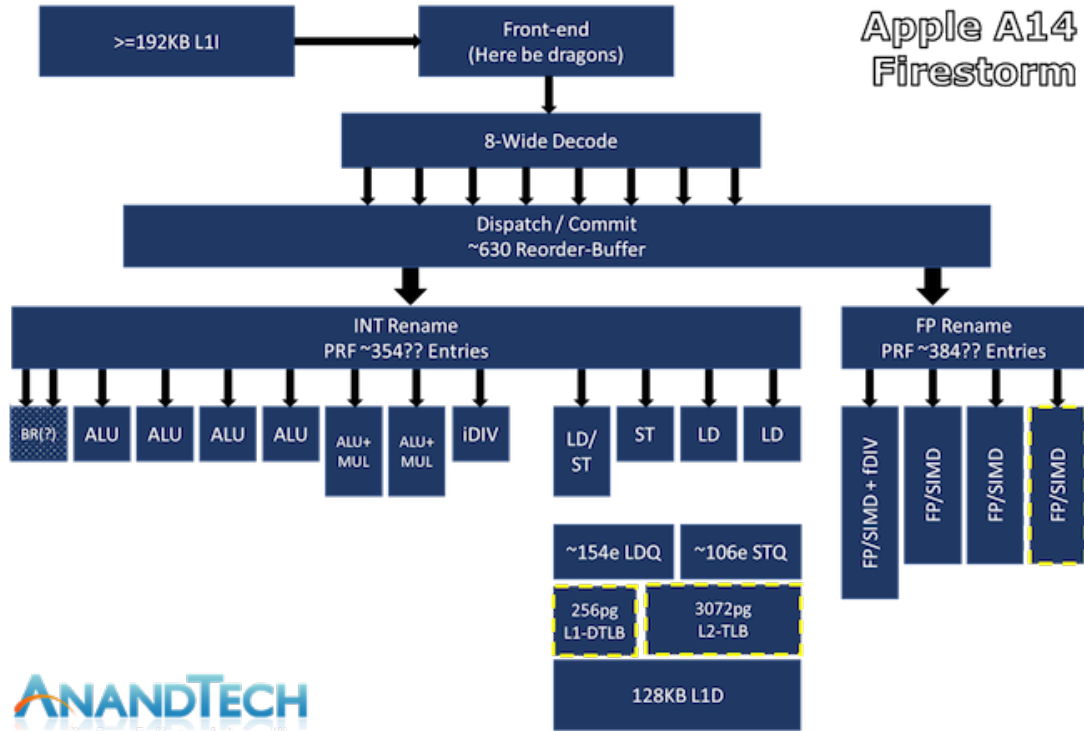 Apple A14
Firestorm
>=192KB L1I
Front-end
(Here be dragons)
8-Wide Decode
Dispatch / Commit
~630 Reorder-Buffer
INT Rename
PRF ~354?? Entries
FP Rename
PRF ~384?? Entries
BR(?)
ALU
ALU
ALU
ALU
ALU+
MUL
ALU+
MUL
iDIV
LD/
ST
ST
LD
LD
FP/SIMD + fDIV
FP/SIMD
FP/SIMD
FP/SIMD
~154e LDQ
~106e STQ
256pg
L1-DTLB
3072pg
L2-TLB
128KB L1D
ANANDTECH